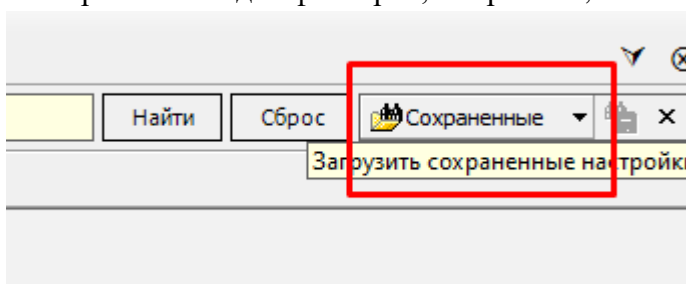 Найти
Сброс
Сохраненные
Загрузить сохраненные настройки